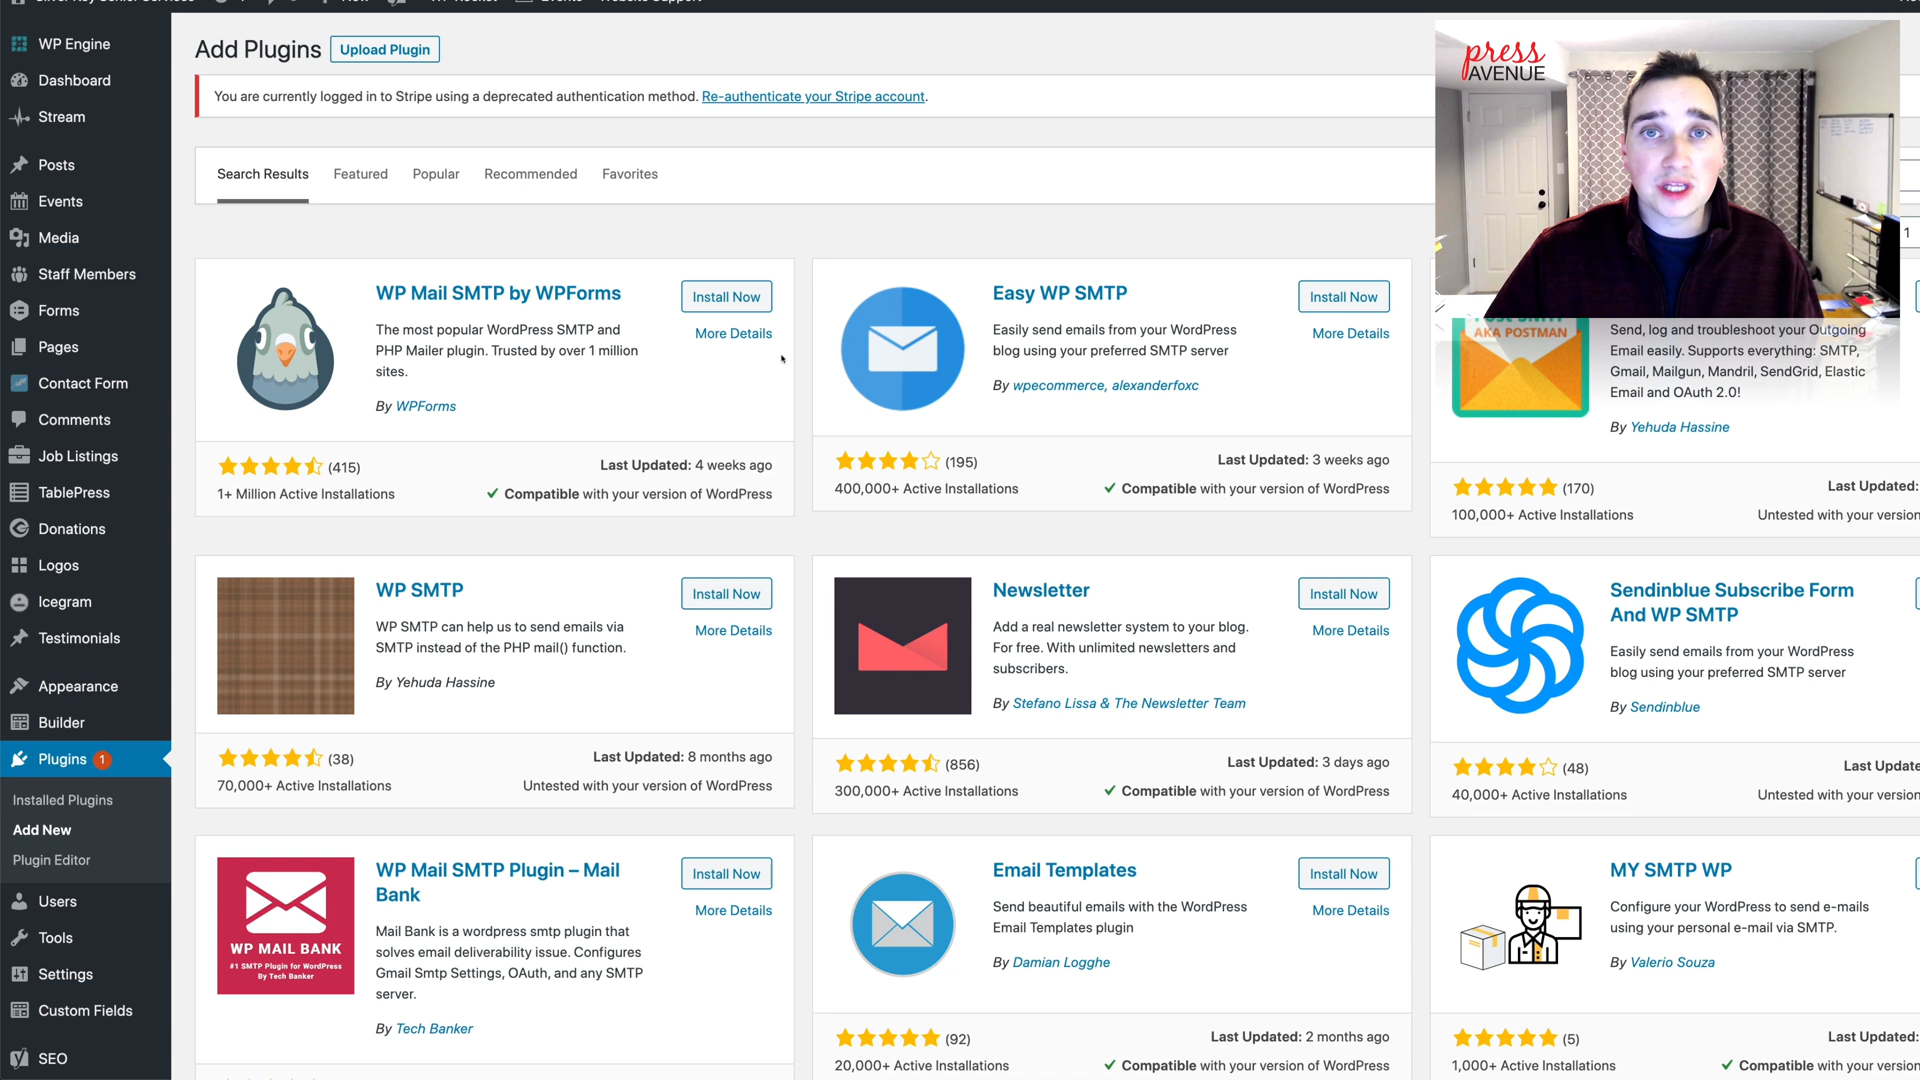 WP Engine
Dashboard
Stream
Posts
Events
Media
Staff Members
Forms
Pages
Contact Form
Comments
Job Listings
TablePress
Donations
Logos
Icegram
Testimonials
Appearance
Builder
Plugins 1
Installed Plugins
Add New
Plugin Editor
Users
Tools
Settings
Custom Fields
SEO
Add Plugins Upload Plugin
press
AVENUE
You are currently logged in to Stripe using a deprecated authentication method. Re-authenticate your Stripe account.
Search Results Featured Popular Recommended Favorites
1
WP Mail SMTP by WPForms
Install Now
More Details
The most popular WordPress SMTP and
PHP Mailer plugin. Trusted by over 1 million
sites.
By WPForms
(415)
1+ Million Active Installations
Last Updated: 4 weeks ago
Compatible with your version of WordPress
Easy WP SMTP
Install Now
More Details
Easily send emails from your WordPress
blog using your preferred SMTP server
By wpecommerce, alexanderfoxc
(195)
400,000+ Active Installations
Last Updated: 3 weeks ago
Compatible with your version of WordPress
AKA POSTMAN
Send, log and troubleshoot your Outgoing
Email easily. Supports everything: SMTP,
Gmail, Mailgun, Mandril, SendGrid, Elastic
Email and OAuth 2.0!
By Yehuda Hassine
(170)
100,000+ Active Installations
Last Updated:
Untested with your version
WP SMTP
Install Now
More Details
WP SMTP can help us to send emails via
SMTP instead of the PHP mail() function.
By Yehuda Hassine
(38)
70,000+ Active Installations
Last Updated: 8 months ago
Untested with your version of WordPress
Newsletter
Install Now
More Details
Add a real newsletter system to your blog.
For free. With unlimited newsletters and
subscribers.
By Stefano Lissa & The Newsletter Team
(856)
300,000+ Active Installations
Last Updated: 3 days ago
Compatible with your version of WordPress
Sendinblue Subscribe Form
And WP SMTP
Easily send emails from your WordPress
blog using your preferred SMTP server
By Sendinblue
(48)
40,000+ Active Installations
Last Update
Untested with your version
WP MAIL BANK
#1 SMTP Plugin for WordPress
By Tech Banker
WP Mail SMTP Plugin – Mail
Bank
Install Now
More Details
Mail Bank is a wordpress smtp plugin that
solves email deliverability issue. Configures
Gmail Smtp Settings, OAuth, and any SMTP
server.
By Tech Banker
Email Templates
Install Now
More Details
Send beautiful emails with the WordPress
Email Templates plugin
By Damian Logghe
(92)
20,000+ Active Installations
Last Updated: 2 months ago
Compatible with your version of WordPress
MY SMTP WP
Configure your WordPress to send e-mails
using your personal e-mail via SMTP.
By Valerio Souza
(5)
1,000+ Active Installations
Last Updated:
Compatible with your version